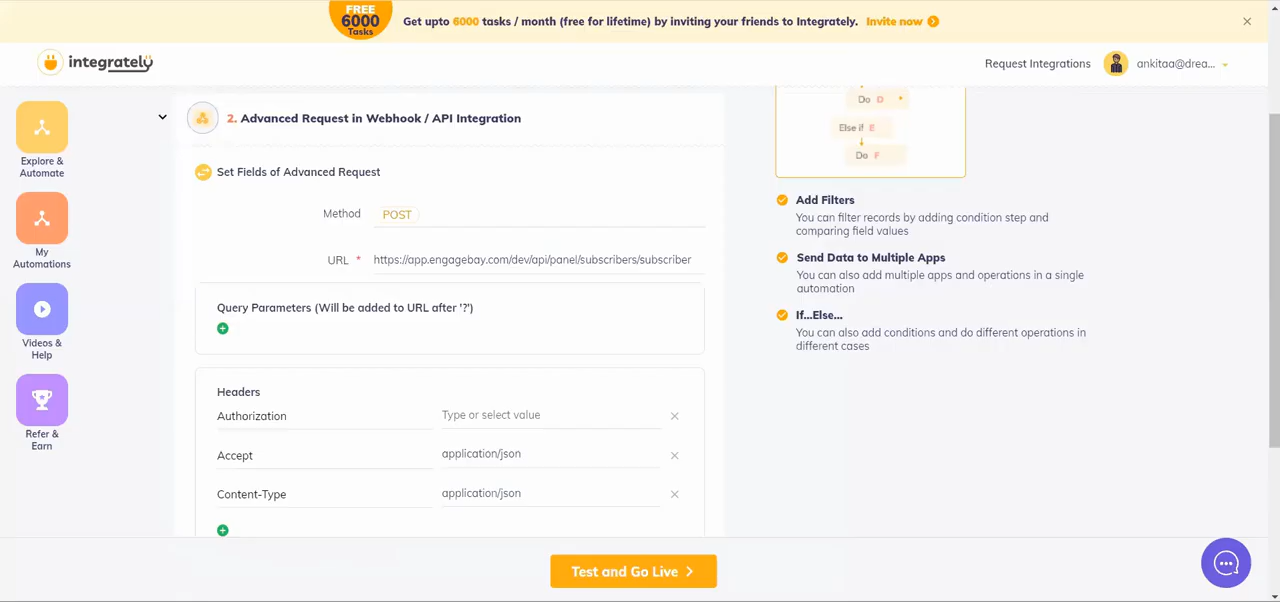 FREE
6000
Tasks
Get upto 6000 tasks / month (free for lifetime) by inviting your friends to Integrately. Invite now
integrately
Request Integrations
ankitaa@drea...
Explore &
Automate
My
Automations
Videos &
Help
Refer &
Earn
2. Advanced Request in Webhook / API Integration
Set Fields of Advanced Request
Method POST
URL * https://app.engagebay.com/dev/api/panel/subscribers/subscriber
Query Parameters (Will be added to URL after '?')
Headers
Authorization Type or select value
Accept application/json
Content-Type application/json
Do D
Else if E
Do F
Add Filters
You can filter records by adding condition step and
comparing field values
Send Data to Multiple Apps
You can also add multiple apps and operations in a single
automation
If...Else...
You can also add conditions and do different operations in
different cases
Test and Go Live